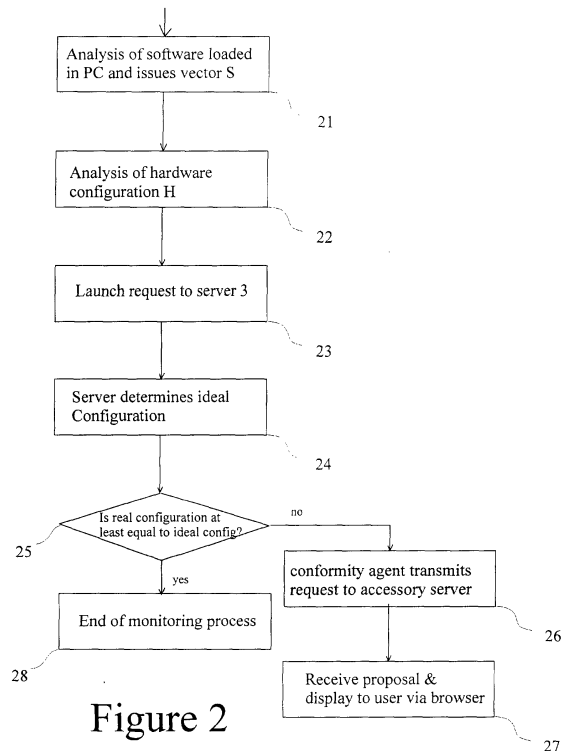 Analysis of software loaded
in PC and issues vector S
21
Analysis of hardware
configuration H
22
Launch request to server 3
23
Server determines ideal
Configuration
24
Is real configuration at
least equal to ideal config?
25
no
yes
conformity agent transmits
request to accessory server
26
End of monitoring process
28
Receive proposal &
display to user via browser
27
Figure 2